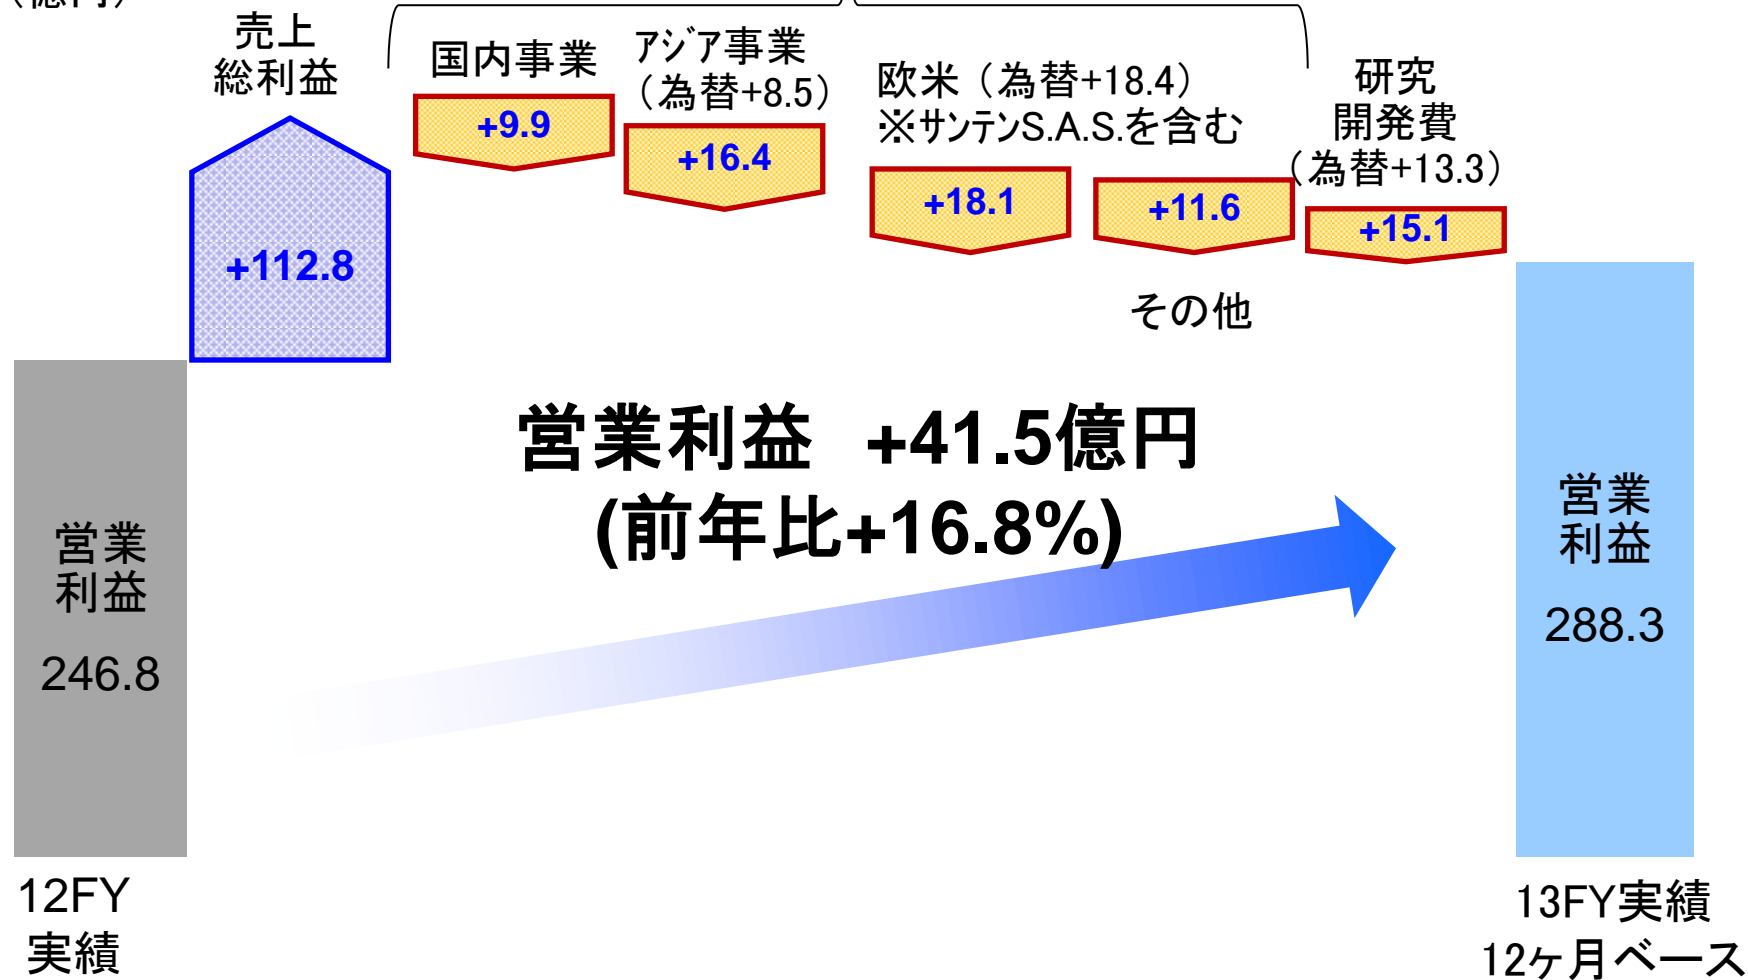 （億円）
売上
総利益
+112.8
国内事業
+9.9
アジア事業
（為替+8.5）
+16.4
欧米（為替+18.4）
※サンテンS.A.S.を含む
+18.1
+11.6
その他
研究
開発費
（為替+13.3）
+15.1
営業利益　+41.5億円
(前年比+16.8%)
営業
利益
246.8
12FY
実績
営業
利益
288.3
13FY実績
12ヶ月ベース